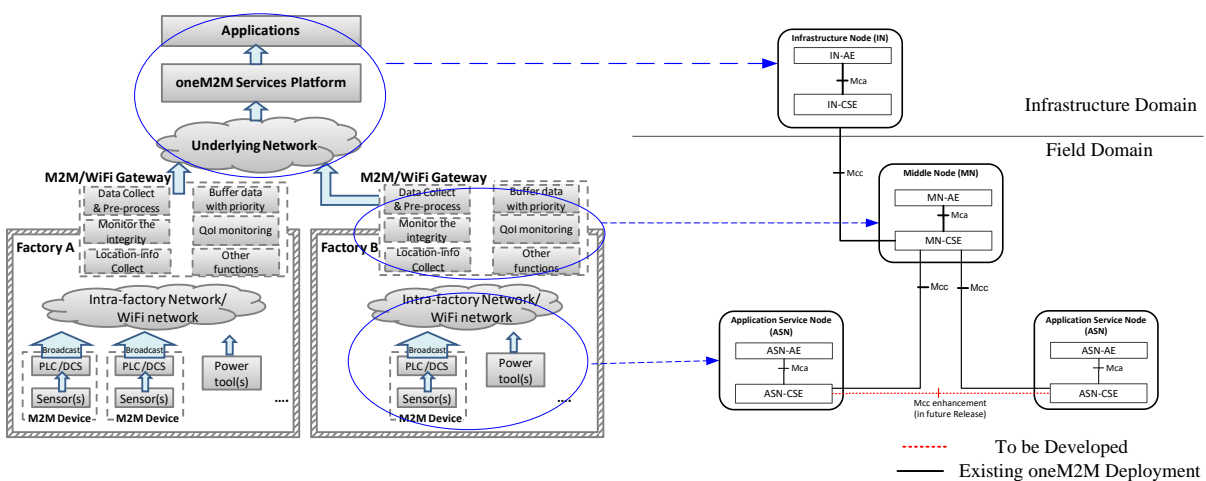 Applications
oneM2M Services Platform
Underlying Network
M2M/WiFi Gateway
Data Collect
& Pre-process
Buffer data
with priority
Monitor the
integrity
QoI monitoring
Location-info
Collect
Other
functions
Factory A
Intra-factory Network/
WiFi network
Broadcast
PLC /DCS
Sensor(s)
M2M Device
Broadcast
PLC /DCS
Sensor(s)
M2M Device
Power
tool(s)
....
M2M/WiFi Gateway
Data Collect
& Pre-process
Buffer data
with priority
Monitor the
integrity
QoI monitoring
Location-info
Collect
Other
functions
Factory B
Intra-factory Network/
WiFi network
Broadcast
PLC /DCS
Sensor(s)
M2M Device
Power
tool(s)
....
Infrastructure Node (IN)
IN-AE
Mca
IN-CSE
Infrastructure Domain
Field Domain
Mcc
Middle Node (MN)
MN-AE
Mca
MN-CSE
Mcc
Mcc
Application Service Node
(ASN)
ASN-AE
Mca
ASN-CSE
Application Service Node
(ASN)
ASN-AE
Mca
ASN-CSE
Mcc enhancement
(in future Release)
To be Developed
Existing oneM2M Deployment